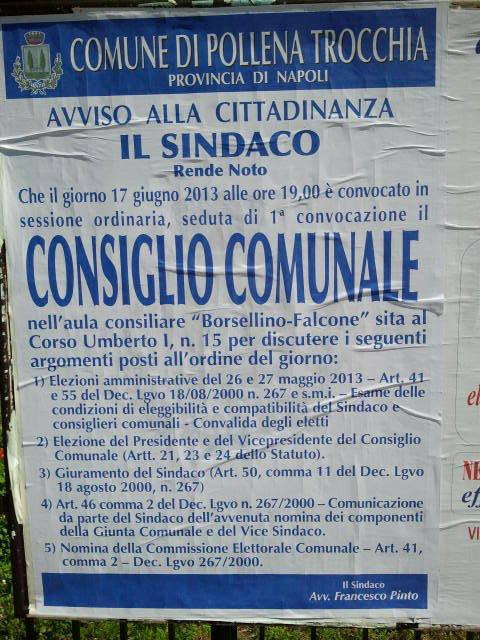 COMUNE DI POLLENA TROCCHIA
PROVINCIA DI NAPOLI
AVVISO ALLA CITTADINANZA
IL SINDACO
Rende Noto
Che il giorno 17 giugno 2013 alle ore 19,00 è convocato in
sessione ordinaria, seduta di 1ª convocazione il
CONSIGLIO COMUNALE
nell'aula consiliare "Borsellino-Falcone" sita al
Corso Umberto I, n. 15 per discutere i seguenti
argomenti posti all'ordine del giorno:
1) Elezioni amministrative del 26 e 27 maggio 2013 – Art. 41
e 55 del Dec. Lgvo 18/08/2000 n. 267 e s.m.i. – Esame delle
condizioni di eleggibilità e compatibilità del Sindaco e
consiglieri comunali - Convalida degli eletti
2) Elezione del Presidente e del Vicepresidente del Consiglio
Comunale (Artt. 21, 23 e 24 dello Statuto).
3) Giuramento del Sindaco (Art. 50, comma 11 del Dec. Lgvo
18 agosto 2000, n. 267)
4) Art. 46 comma 2 del Dec. Lgvo n. 267/2000 – Comunicazione
da parte del Sindaco dell'avvenuta nomina dei componenti
della Giunta Comunale e del Vice Sindaco.
5) Nomina della Commissione Elettorale Comunale – Art. 41,
comma 2 – Dec. Lgvo 267/2000.
Il Sindaco
Avv. Francesco Pinto